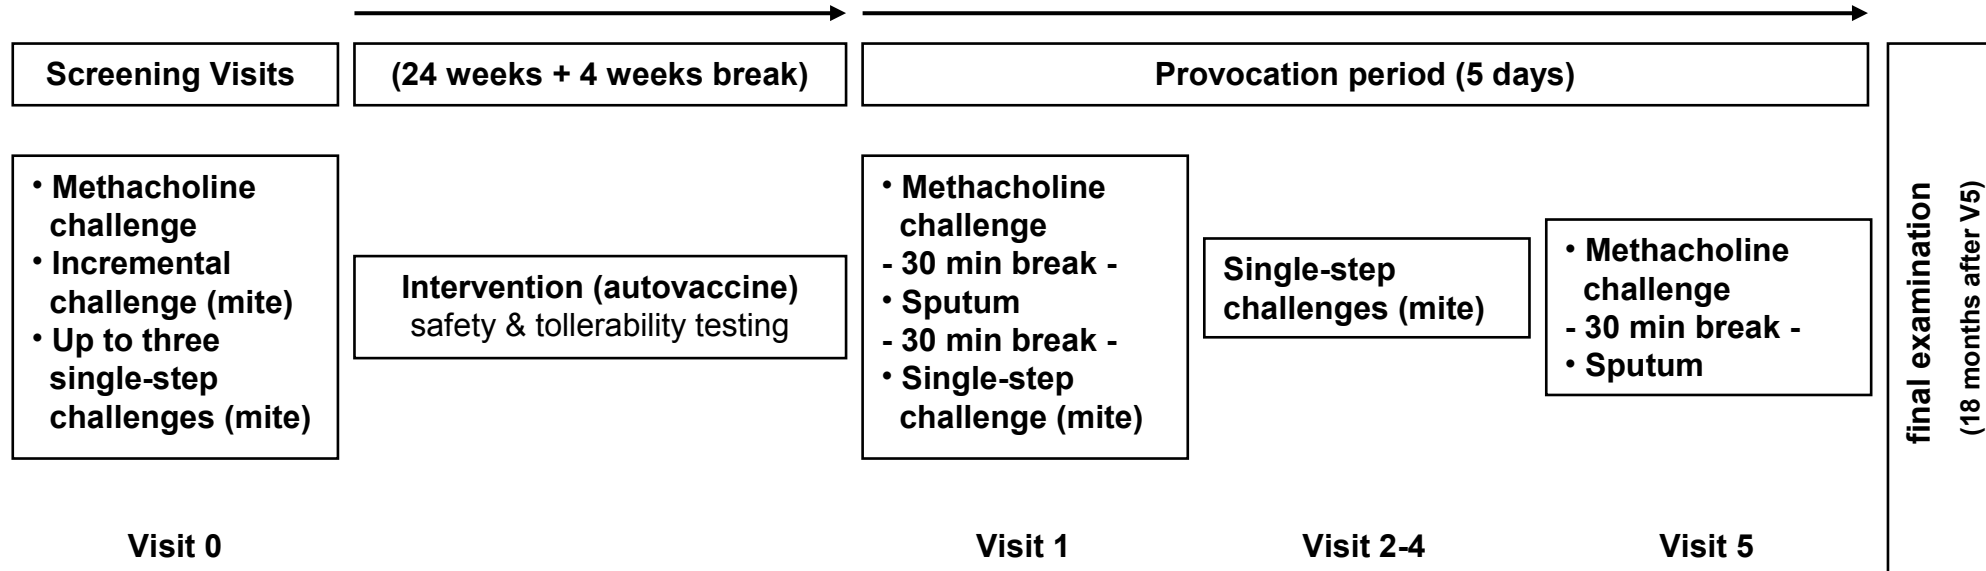 Screening Visits
(24 weeks + 4 weeks break)
Provocation period (5 days)
• Methacholine
challenge
• Incremental
challenge (mite)
• Up to three
single-step
challenges (mite)
Intervention (autovaccine)
safety & tollerability testing
• Methacholine
challenge
- 30 min break -
• Sputum
- 30 min break -
• Single-step
challenge (mite)
Single-step
challenges (mite)
• Methacholine
challenge
- 30 min break -
• Sputum
final examination
(18 months after V5)
Visit 0
Visit 1
Visit 2-4
Visit 5